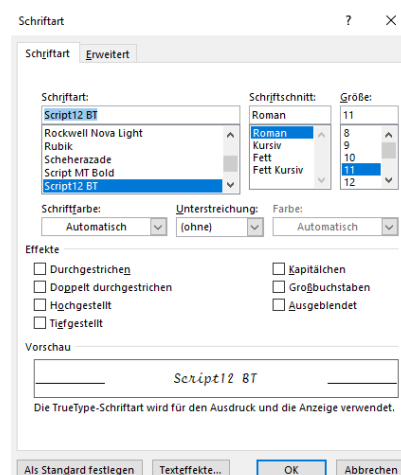 Schriftart ? ×
Schriftart Erweitert
Schriftart: Schriftschnitt: Größe:
Script12 BT Roman 11
Rockwell Nova Light Roman 8
Rubik Kursiv 9
Scheherazade Fett 10
Script MT Bold Fett Kursiv 11
Script12 BT 12
Schriftfarbe: Unterstreichung: Farbe:
Automatisch (ohne) Automatisch
Effekte
Durchgestrichen Kapitälchen
Doppelt durchgestrichen Großbuchstaben
Hochgestellt Ausgeblendet
Tiefgestellt
Vorschau
Script12 BT
Die TrueType-Schriftart wird für den Ausdruck und die Anzeige verwendet.
Als Standard festlegen Texteffekte... OK Abbrechen